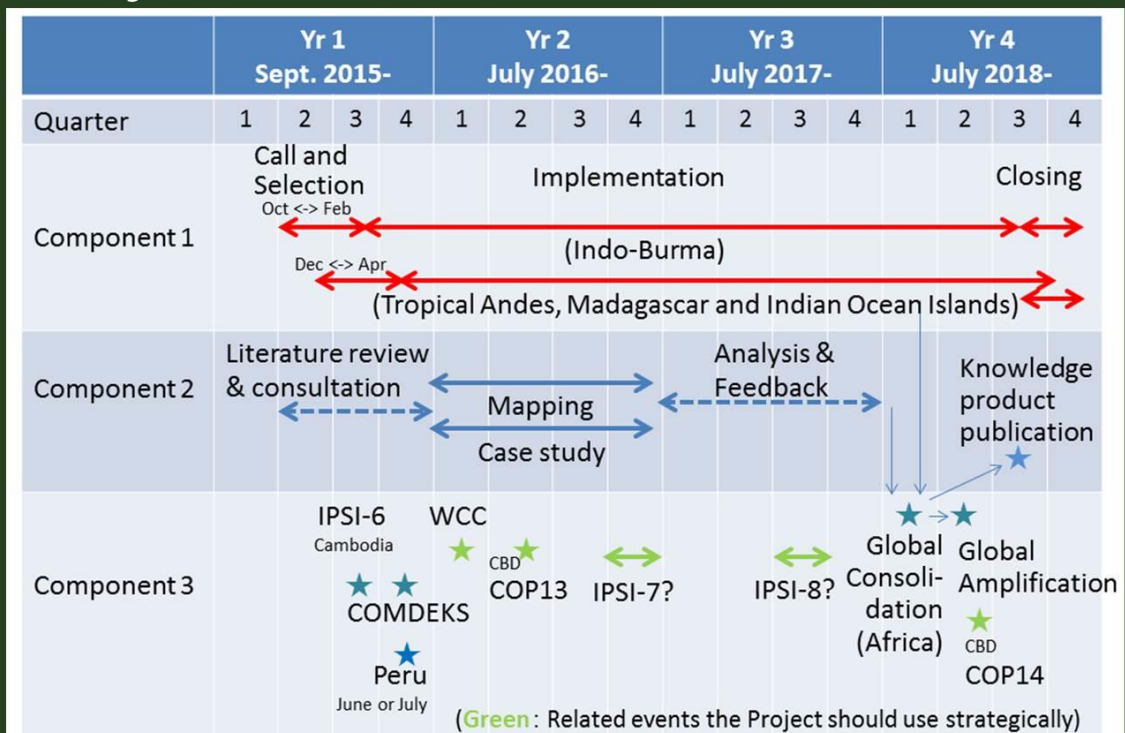 Yr 1
Sept. 2015-
Yr 2
July 2016-
Yr 3
July 2017-
Yr 4
July 2018-
Quarter 1 2 3 4 1 2 3 4 1 2 3 4 1 2 3 4
Component 1
Call and
Selection
Oct <-> Feb
Implementation
Closing
(Indo-Burma)
Dec <-> Apr
(Tropical Andes, Madagascar and Indian Ocean Islands)
Component 2
Literature review
& consultation
Mapping
Case study
Analysis &
Feedback
Knowledge
product
publication
Component 3
IPSI-6
Cambodia
COMDEKS
Peru
June or July
WCC
CBD
COP13
IPSI-7?
IPSI-8?
Global
Consoli-
dation
(Africa)
Global
Amplification
CBD
COP14
(Green : Related events the Project should use strategically)